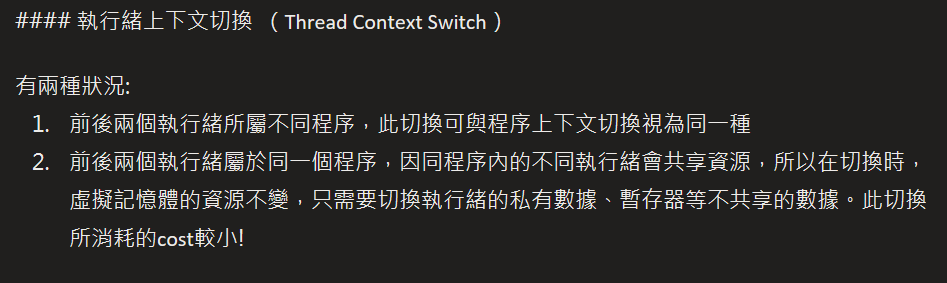 #### 執行緒上下文切換 （Thread Context Switch）
有兩種狀況:
1. 前後兩個執行緒所屬不同程序，此切換可與程序上下文切換視為同一種
2. 前後兩個執行緒屬於同一個程序，因同程序內的不同執行緒會共享資源，所以在切換時，
虛擬記憶體的資源不變，只需要切換執行緒的私有數據、暫存器等不共享的數據。此切換
所消耗的cost較小!